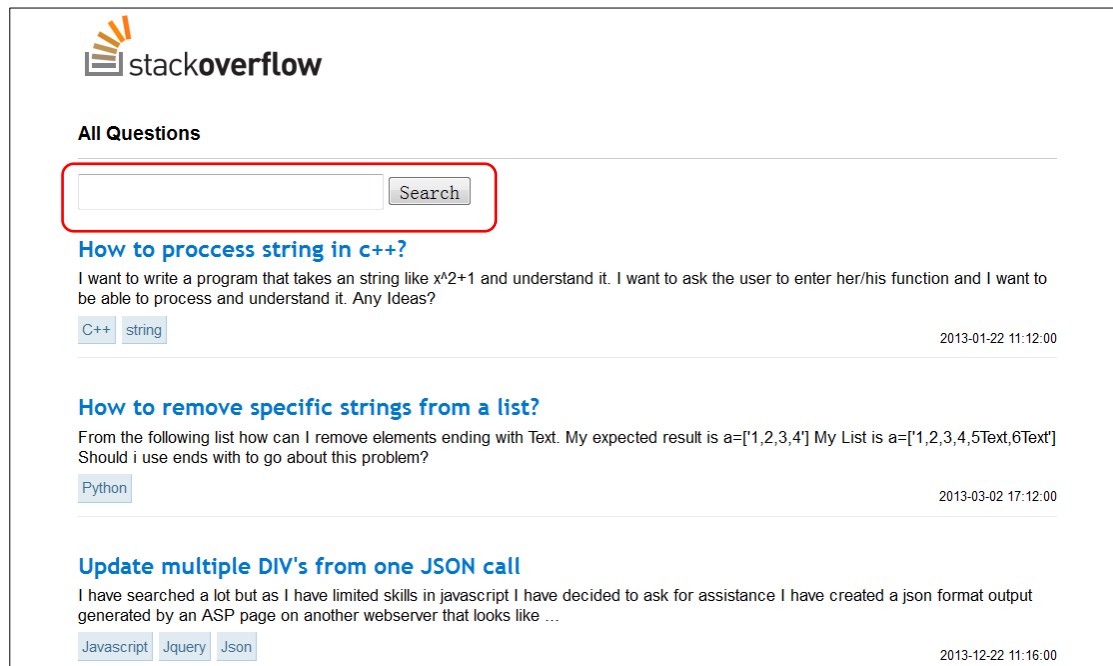 stackoverflow
All Questions
Search
How to proccess string in c++?
I want to write a program that takes an string like x^2+1 and understand it. I want to ask the user to enter her/his function and I want to
be able to process and understand it. Any Ideas?
C++ string
2013-01-22 11:12:00
How to remove specific strings from a list?
From the following list how can I remove elements ending with Text. My expected result is a=['1,2,3,4'] My List is a=['1,2,3,4,5Text,6Text']
Should i use ends with to go about this problem?
Python
2013-03-02 17:12:00
Update multiple DIV's from one JSON call
I have searched a lot but as I have limited skills in javascript I have decided to ask for assistance I have created a json format output
generated by an ASP page on another webserver that looks like ...
Javascript Jquery Json
2013-12-22 11:16:00